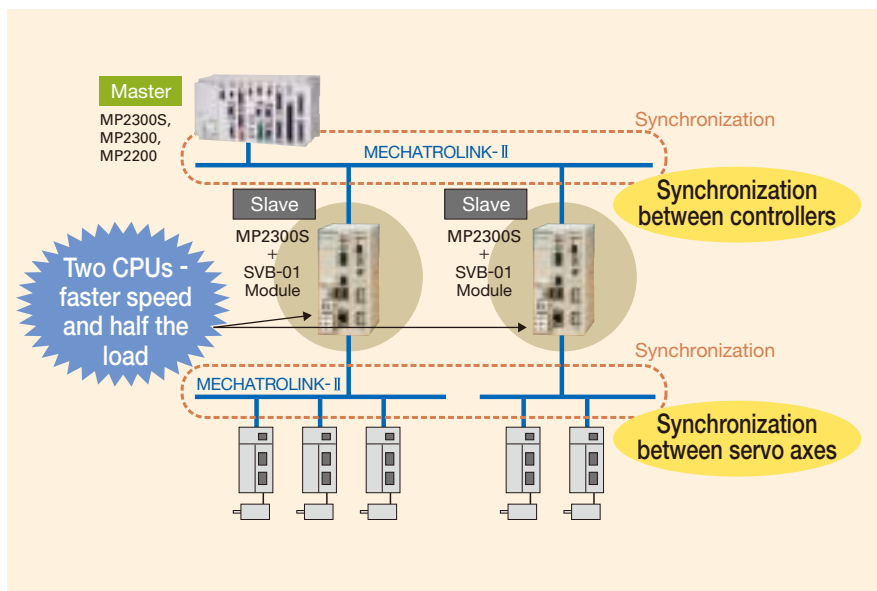 Master
MP2300S,
MP2300,
MP2200
Synchronization
MECHATROLINK-Ⅱ
Synchronization
between controllers
Slave
MP2300S
+
SVB-01
Module
Slave
MP2300S
+
SVB-01
Module
Two CPUs -
faster speed
and half the
load
Synchronization
MECHATROLINK-Ⅱ
Synchronization
between servo axes